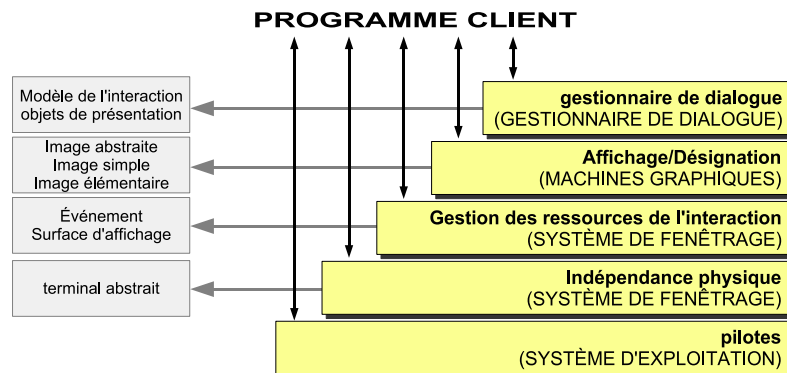 PROGRAMME CLIENT
Modèle de l'interaction
objets de présentation
gestionnaire de dialogue
(GESTIONNAIRE DE DIALOGUE)
Image abstraite
Image simple
Image élémentaire
Affichage/Désignation
(MACHINES GRAPHIQUES)
Événement
Surface d'affichage
Gestion des ressources de l'interaction
(SYSTÈME DE FENÊTRAGE)
terminal abstrait
Indépendance physique
(SYSTÈME DE FENÊTRAGE)
pilotes
(SYSTÈME D'EXPLOITATION)